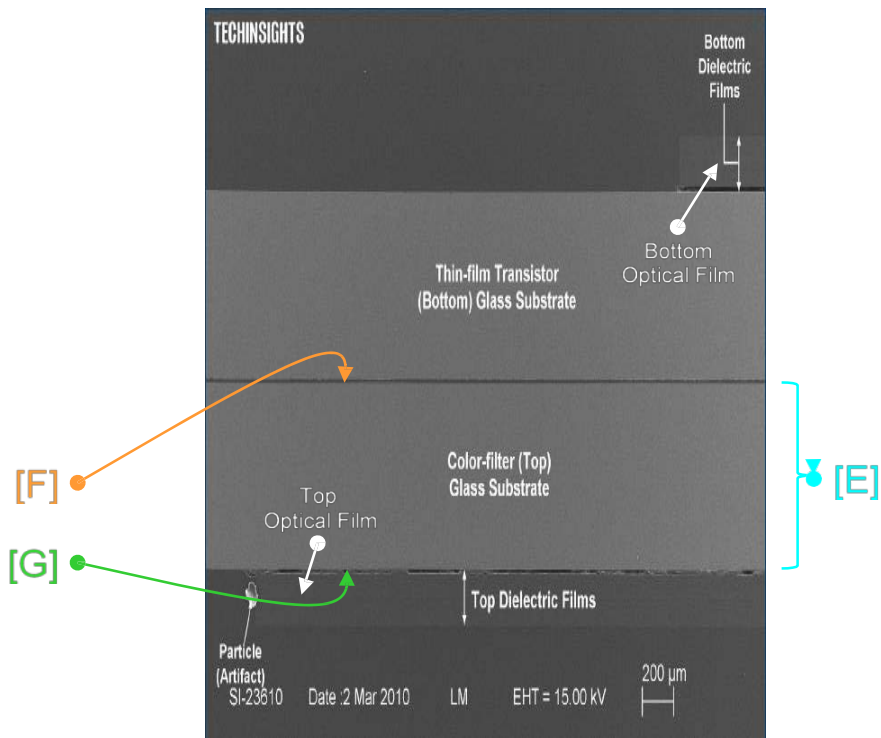 TECHINSIGHTS
Bottom
Dielectric
Films
Bottom
Optical Film
Thin-film Transistor
(Bottom) Glass Substrate
Color-filter (Top)
Glass Substrate
[F]
[E]
Top
Optical Film
[G]
Top Dielectric Films
Particle
(Artifact)
200 µm
SI-23610 Date :2 Mar 2010 LM EHT = 15.00 kV